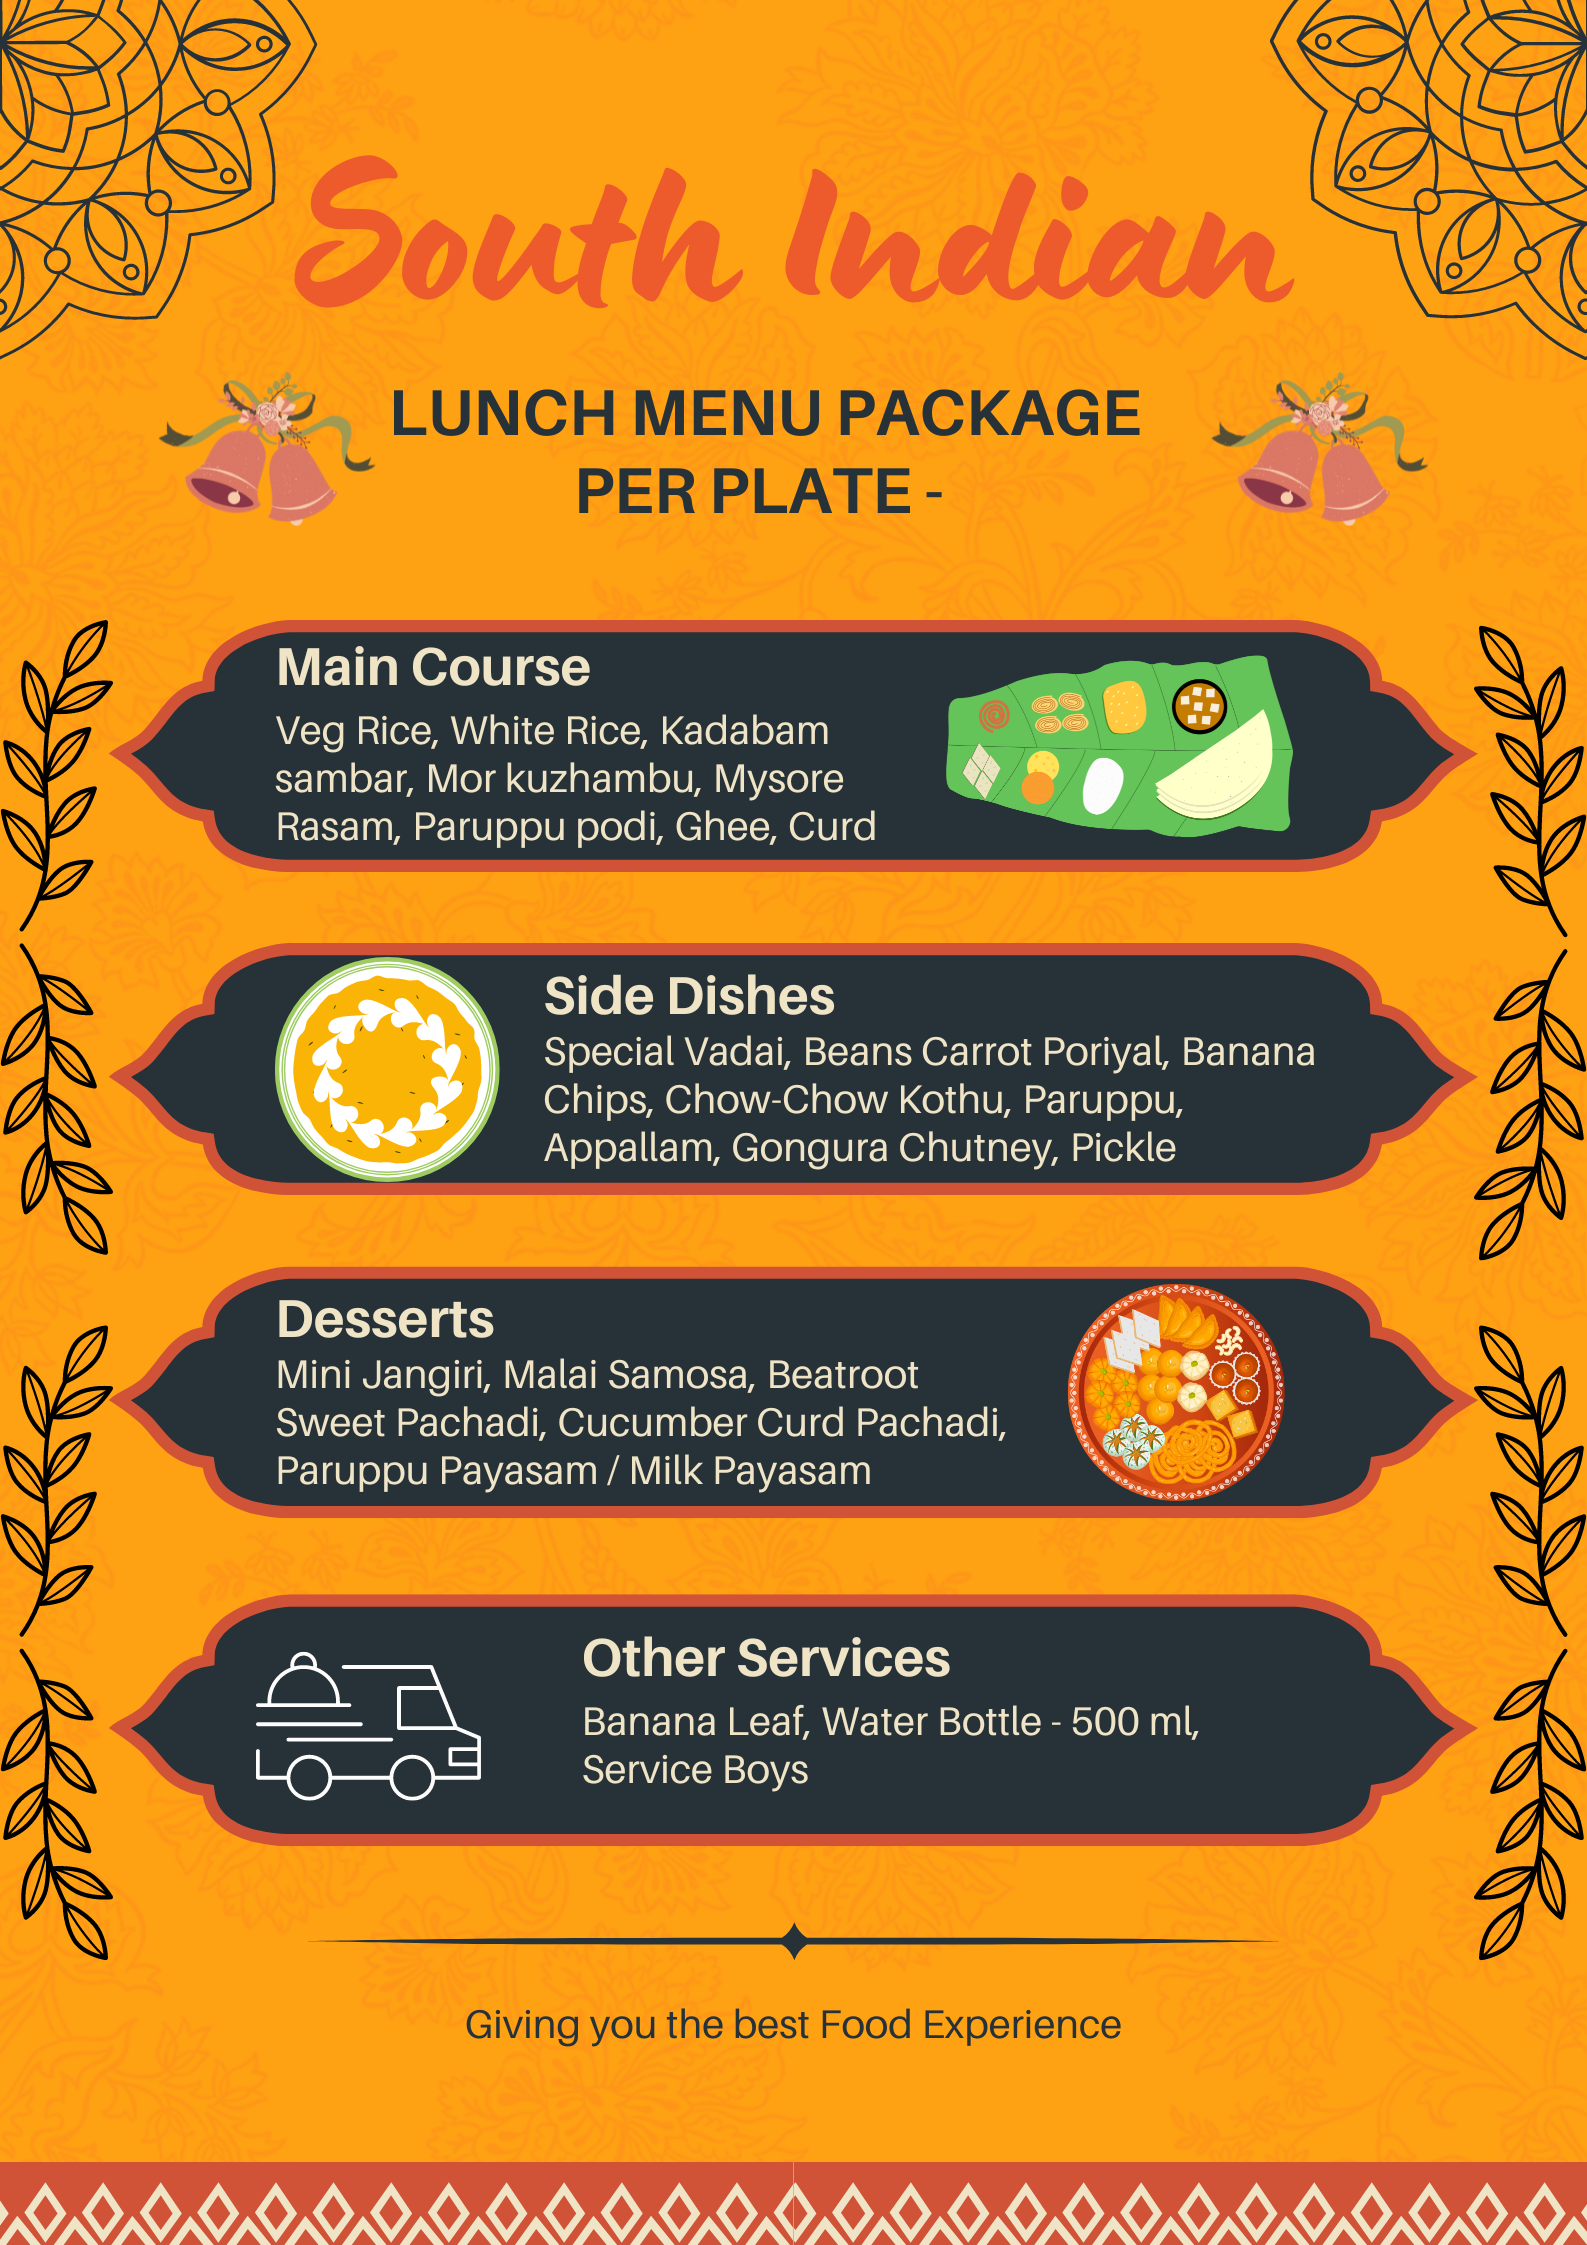 South Indian
LUNCH MENU PACKAGE
PER PLATE -
Main Course
Veg Rice, White Rice, Kadabam
sambar, Mor kuzhambu, Mysore
Rasam, Paruppu podi, Ghee, Curd
Side Dishes
Special Vadai, Beans Carrot Poriyal, Banana
Chips, Chow-Chow Kothu, Paruppu,
Appallam, Gongura Chutney, Pickle
Desserts
Mini Jangiri, Malai Samosa, Beatroot
Sweet Pachadi, Cucumber Curd Pachadi,
Paruppu Payasam / Milk Payasam
Other Services
Banana Leaf, Water Bottle - 500 ml,
Service Boys
Giving you the best Food Experience